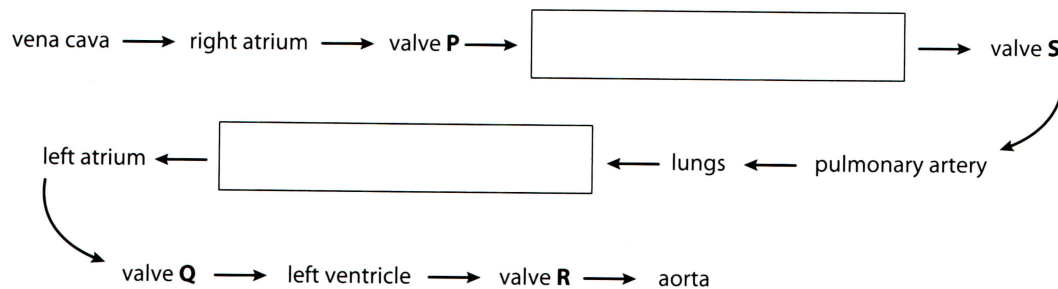 vena cava → right atrium → valve P → → valve S
left atrium ← ← lungs ← pulmonary artery
valve Q → left ventricle → valve R → aorta